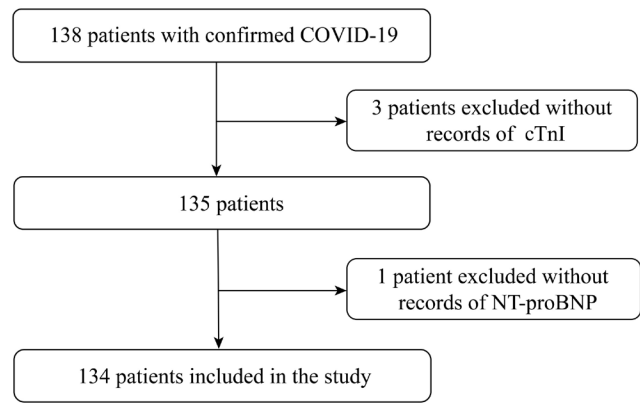 138 patients with confirmed COVID-19
3 patients excluded without
records of cTnI
135 patients
1 patient excluded without
records of NT-proBNP
134 patients included in the study